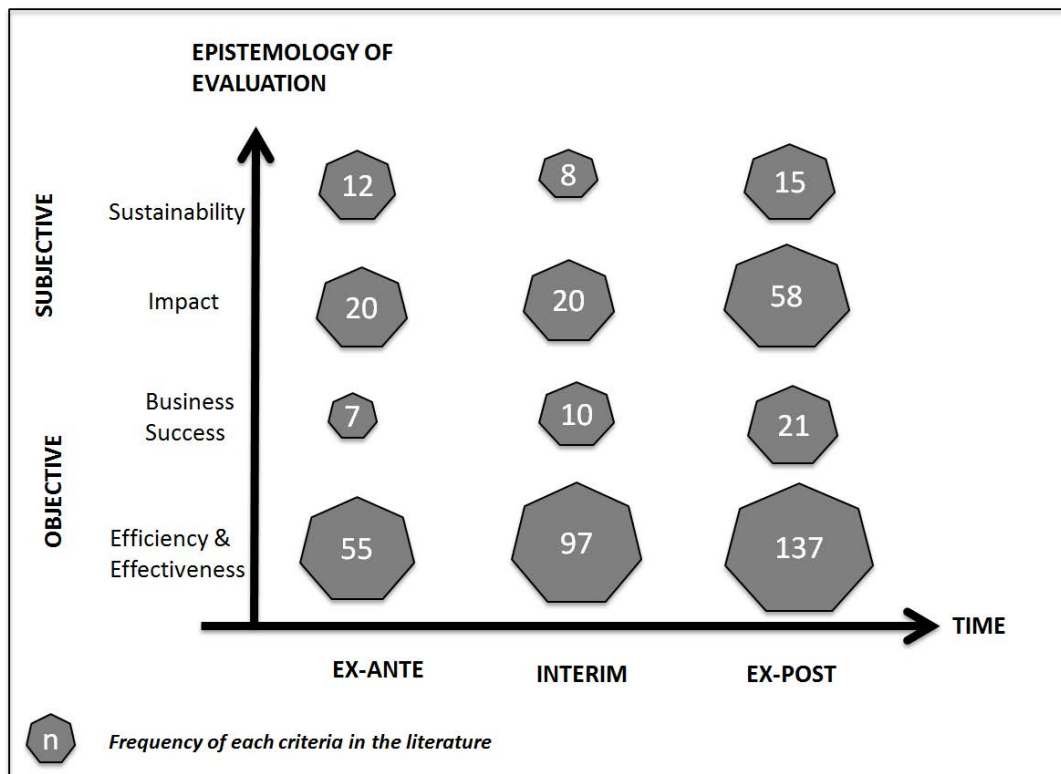 EPISTEMOLOGY OF
EVALUATION
SUBJECTIVE
Sustainability
12
8
15
Impact
20
20
58
OBJECTIVE
Business
Success
7
10
21
Efficiency &
Effectiveness
55
97
137
TIME
EX-ANTE
INTERIM
EX-POST
n
Frequency of each criteria in the literature